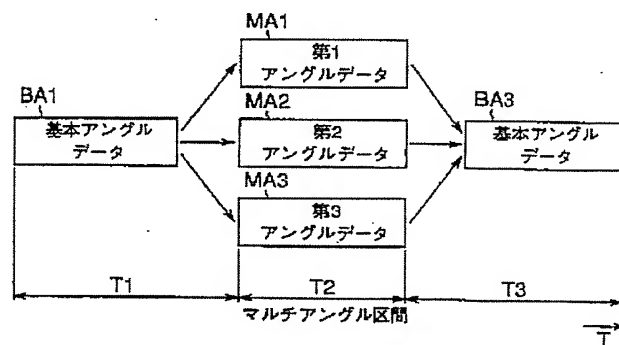 MA1
第1
アングルデータ
BA1
基本アングル
データ
MA2
第2
アングルデータ
BA3
基本アングル
データ
MA3
第3
アングルデータ
T1
T2
T3
マルチアングル区間
T